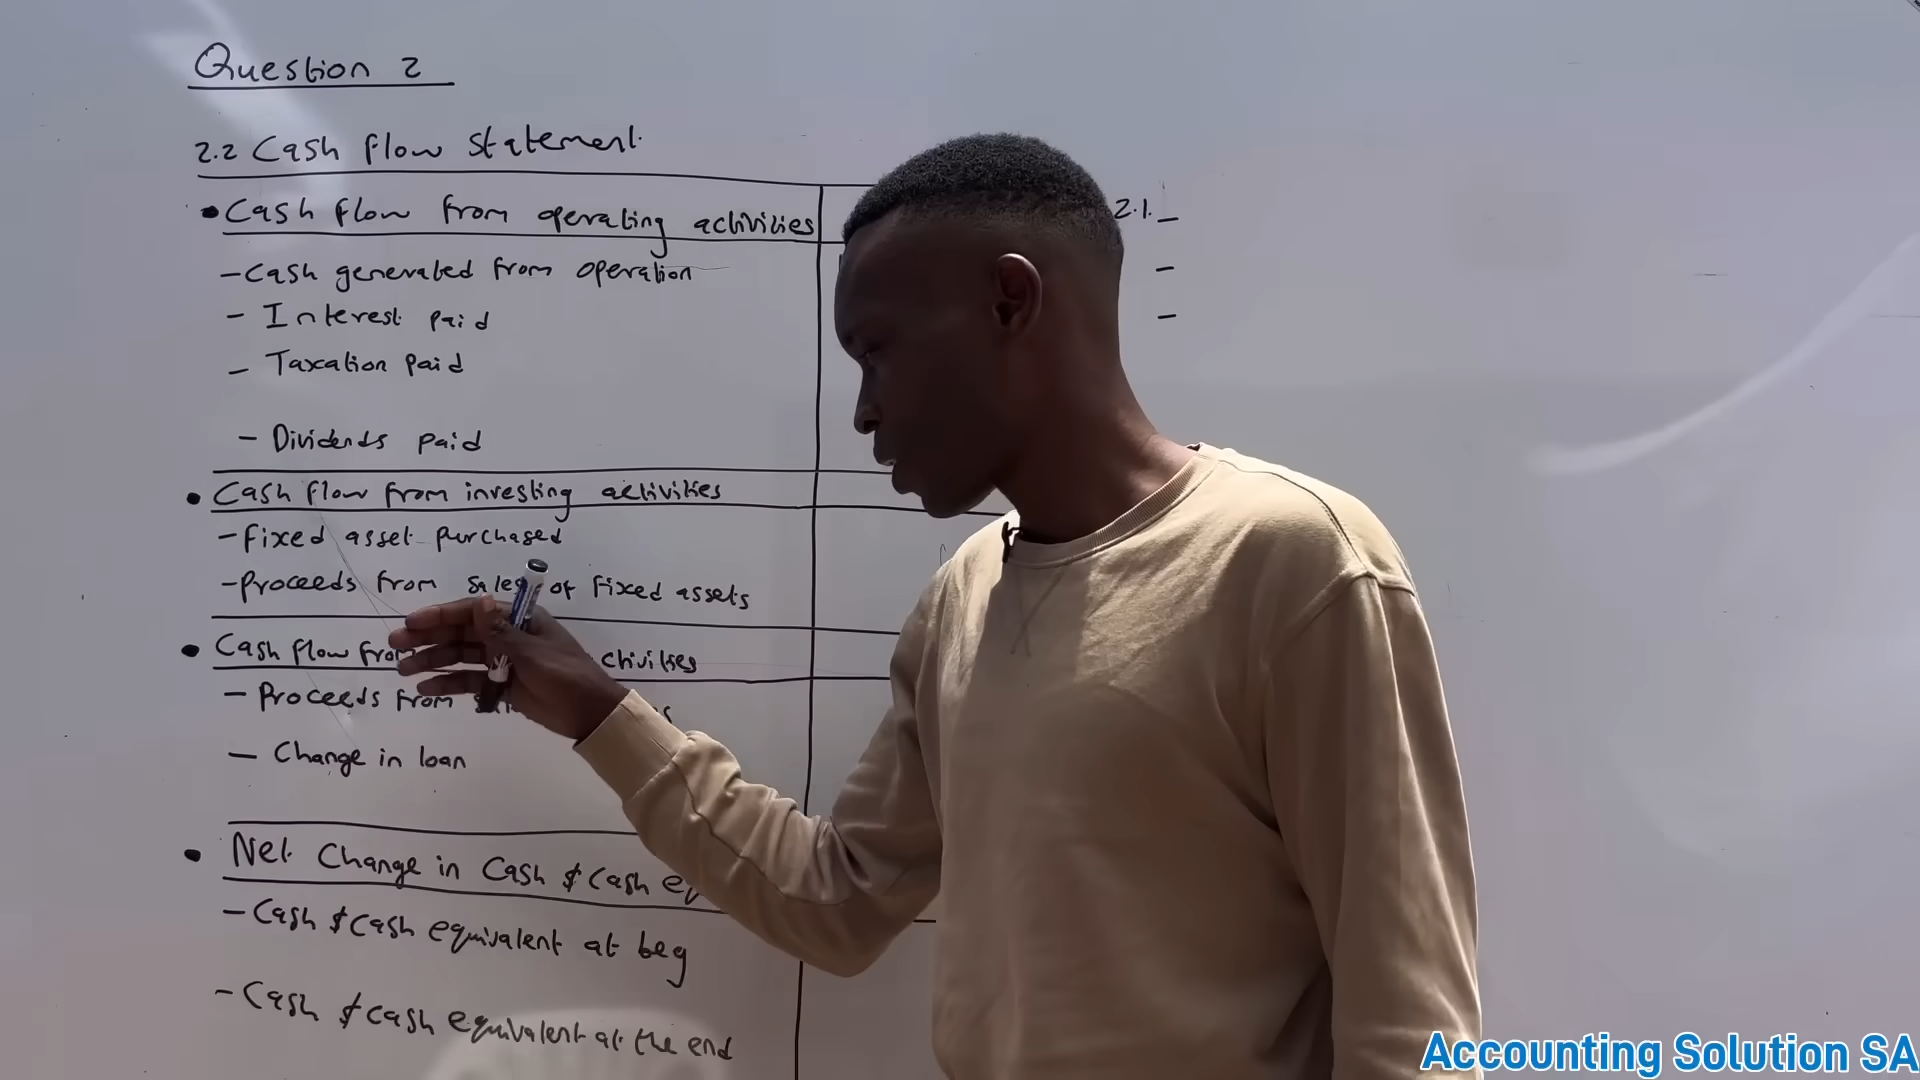 Question 2
2.2 Cash flow statement
• Cash flow from operating activities
- Cash generated from operation
- Interest paid
- Taxation paid
- Dividends paid
• Cash flow from investing activities
- fixed asset purchased
- Proceeds from sales of fixed assets
• Cash flow from
- Proceeds from
- Change in loan
• Net Change in Cash & Cash
- Cash & Cash equivalent at beg
- Cash & Cash equivalent at the end
2.1. -
-
-
Accounting Solution SA